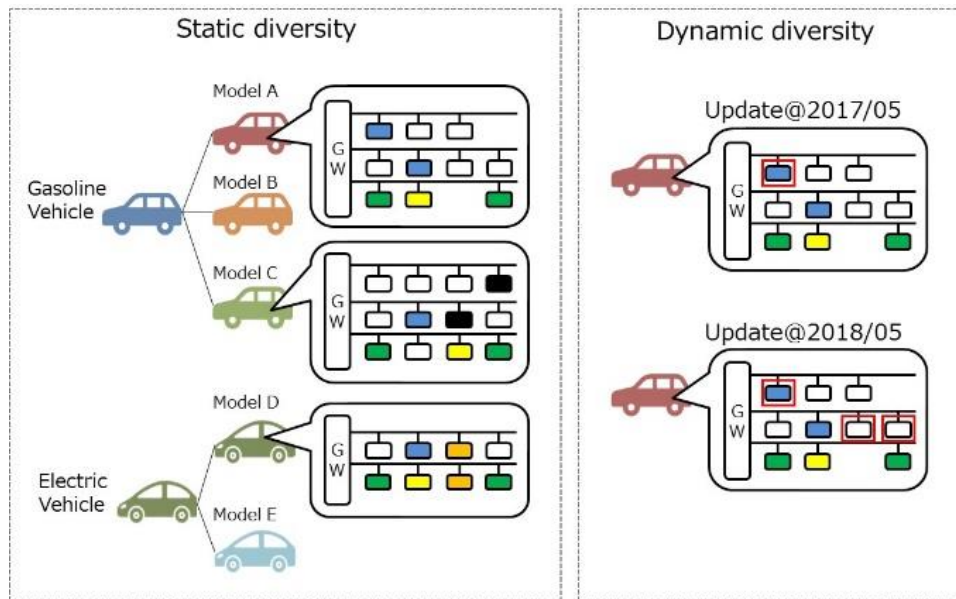 Static diversity
Model A
G
W
Gasoline
Vehicle
Model B
Model C
G
W
Model D
G
W
Electric
Vehicle
Model E
Dynamic diversity
Update@2017/05
G
W
Update@2018/05
G
W